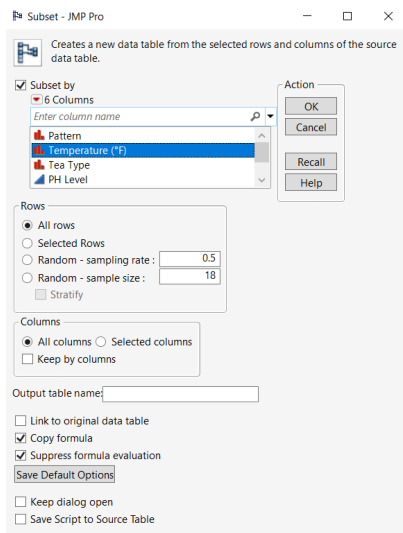 Subset - JMP Pro
Creates a new data table from the selected rows and columns of the source
data table.
Subset by
6 Columns
Enter column name
Pattern
Temperature (°F)
Tea Type
PH Level
Action
OK
Cancel
Recall
Help
Rows
All rows
Selected Rows
Random - sampling rate : 0.5
Random - sample size : 18
Stratify
Columns
All columns Selected columns
Keep by columns
Output table name:
Link to original data table
Copy formula
Suppress formula evaluation
Save Default Options
Keep dialog open
Save Script to Source Table